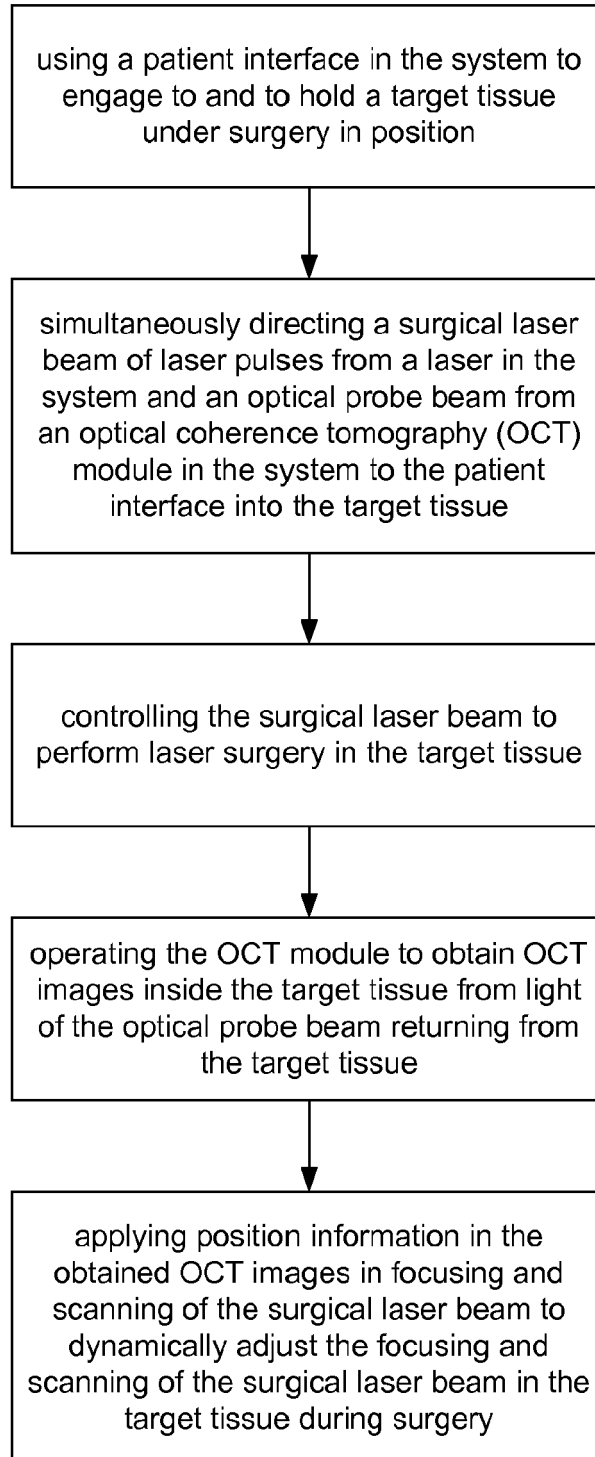 using a patient interface in the system to
engage to and to hold a target tissue
under surgery in position
simultaneously directing a surgical laser
beam of laser pulses from a laser in the
system and an optical probe beam from
an optical coherence tomography (OCT)
module in the system to the patient
interface into the target tissue
controlling the surgical laser beam to
perform laser surgery in the target tissue
operating the OCT module to obtain OCT
images inside the target tissue from light
of the optical probe beam returning from
the target tissue
applying position information in the
obtained OCT images in focusing and
scanning of the surgical laser beam to
dynamically adjust the focusing and
scanning of the surgical laser beam in the
target tissue during surgery